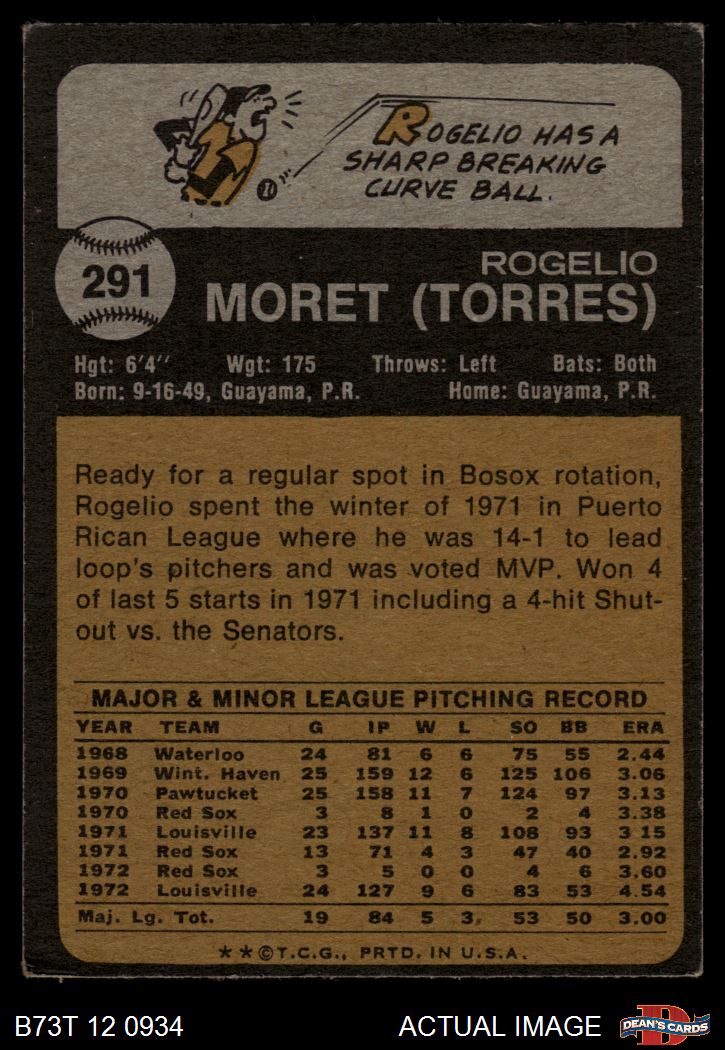 ROGELIO HAS A
SHARP BREAKING
CURVE BALL.
291
ROGELIO
MORET (TORRES)
Hgt: 6'4" Wgt: 175 Throws: Left Bats: Both
Born: 9-16-49, Guayama, P.R. Home: Guayama, P.R.
Ready for a regular spot in Bosox rotation,
Rogelio spent the winter of 1971 in Puerto
Rican League where he was 14-1 to lead
loop's pitchers and was voted MVP. Won 4
of last 5 starts in 1971 including a 4-hit Shut-
out vs. the Senators.
MAJOR & MINOR LEAGUE PITCHING RECORD
YEAR TEAM G IP W L SO BB ERA
1968 Waterloo 24 81 6 6 75 55 2.44
1969 Wint. Haven 25 159 12 6 125 106 3.06
1970 Pawtucket 25 158 11 7 124 97 3.13
1970 Red Sox 3 8 1 0 2 4 3.38
1971 Louisville 23 137 11 8 108 93 3 15
1971 Red Sox 13 71 4 3 47 40 2.92
1972 Red Sox 3 5 0 0 4 6 3.60
1972 Louisville 24 127 9 6 83 53 4.54
Maj. Lg. Tot. 19 84 5 3 53 50 3.00
**©T.C.G., PRTD. IN U.S.A.
B73T 12 0934 ACTUAL IMAGE DEAN'S CARDS